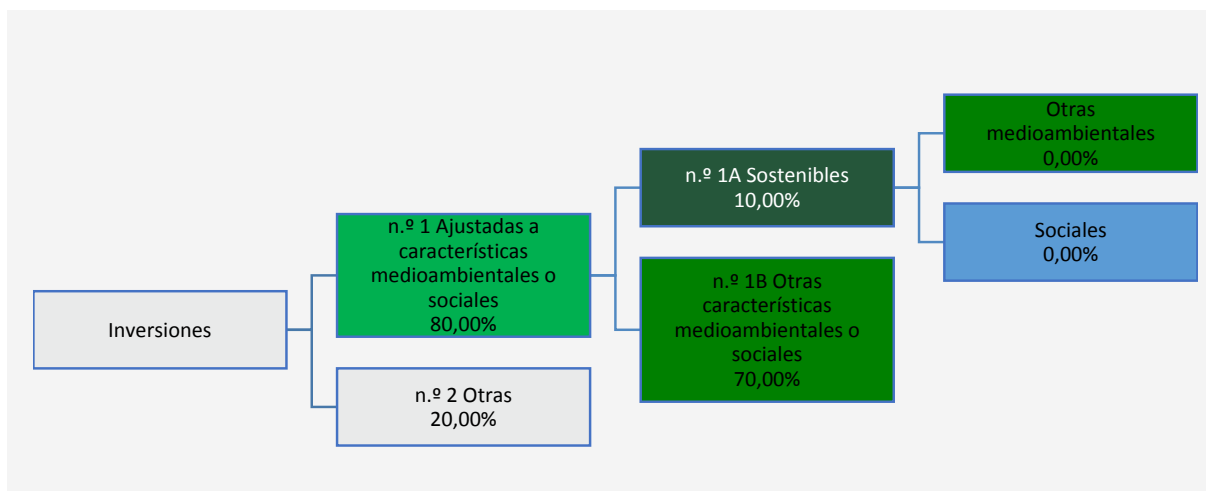 Inversiones
n.º 1 Ajustadas a
características
medioambientales o
sociales
80,00%
n.º 2 Otras
20,00%
n.º 1A Sostenibles
10,00%
n.º 1B Otras
característícas
medioambientales o
sociales
70,00%
Otras
medioambientales
0,00%
Sociales
0,00%